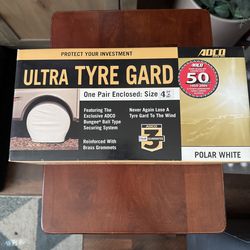 PROTECT YOUR INVESTMENT
ADCO
ULTRA TYRE GARD
One Pair Enclosed: Size 4
50
Featuring The
Exclusive ADCO
Bungee® Ball Type
Securing System
Reinforced With
Brass Grommets
Never Again Lose A
Tyre Gard To The Wind
3
POLAR WHITE